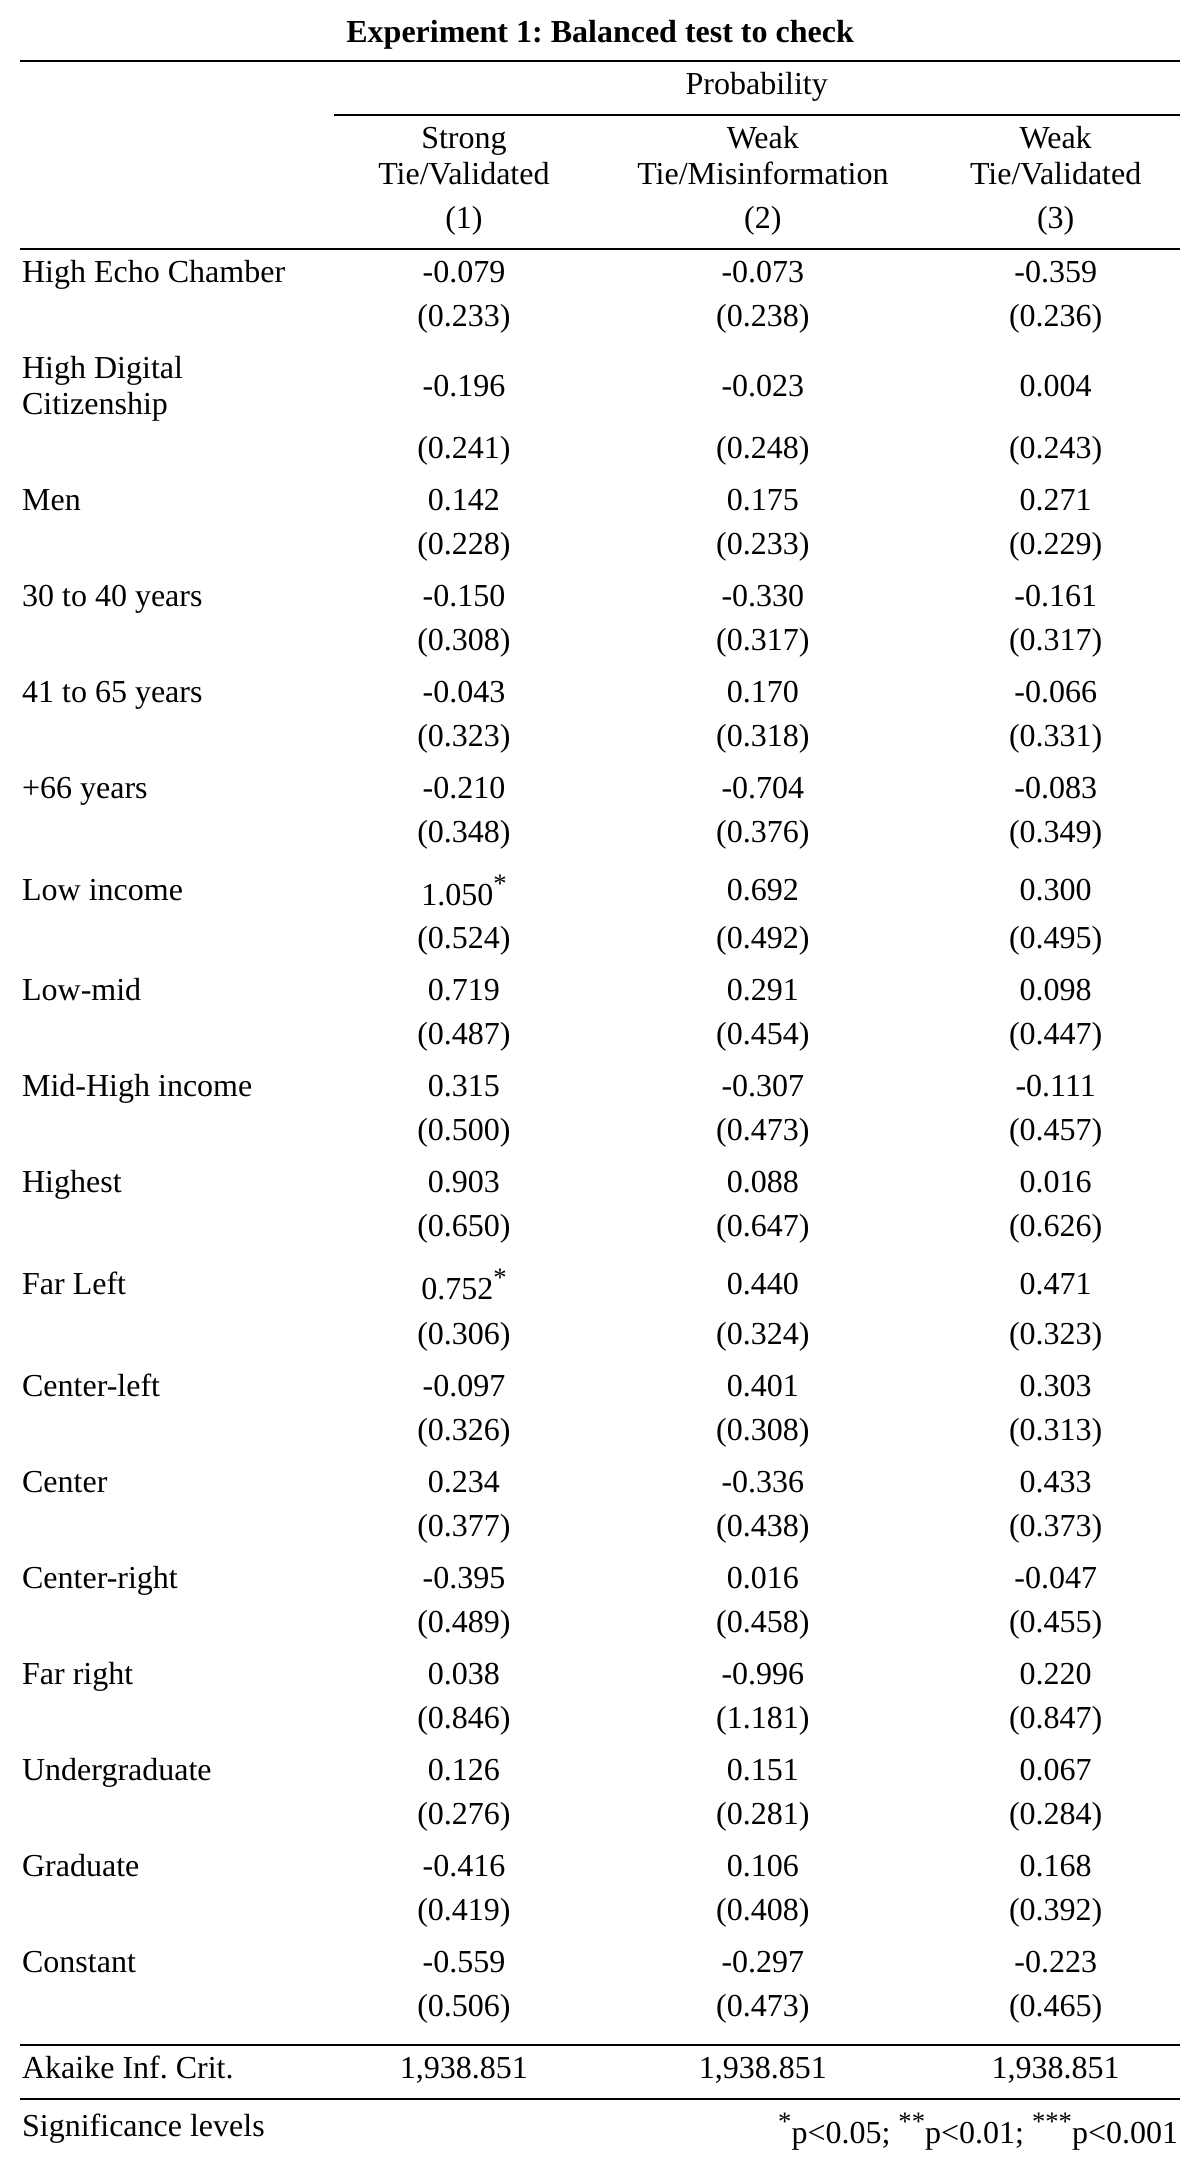 Experiment 1: Balanced test to check
Probability
Strong Tie/Validated Weak Tie/Misinformation Weak Tie/Validated
(1) (2) (3)
High Echo Chamber -0.079 -0.073 -0.359
(0.233) (0.238) (0.236)
High Digital Citizenship -0.196 -0.023 0.004
(0.241) (0.248) (0.243)
Men 0.142 0.175 0.271
(0.228) (0.233) (0.229)
30 to 40 years -0.150 -0.330 -0.161
(0.308) (0.317) (0.317)
41 to 65 years -0.043 0.170 -0.066
(0.323) (0.318) (0.331)
+66 years -0.210 -0.704 -0.083
(0.348) (0.376) (0.349)
Low income 1.050* 0.692 0.300
(0.524) (0.492) (0.495)
Low-mid 0.719 0.291 0.098
(0.487) (0.454) (0.447)
Mid-High income 0.315 -0.307 -0.111
(0.500) (0.473) (0.457)
Highest 0.903 0.088 0.016
(0.650) (0.647) (0.626)
Far Left 0.752* 0.440 0.471
(0.306) (0.324) (0.323)
Center-left -0.097 0.401 0.303
(0.326) (0.308) (0.313)
Center 0.234 -0.336 0.433
(0.377) (0.438) (0.373)
Center-right -0.395 0.016 -0.047
(0.489) (0.458) (0.455)
Far right 0.038 -0.996 0.220
(0.846) (1.181) (0.847)
Undergraduate 0.126 0.151 0.067
(0.276) (0.281) (0.284)
Graduate -0.416 0.106 0.168
(0.419) (0.408) (0.392)
Constant -0.559 -0.297 -0.223
(0.506) (0.473) (0.465)
Akaike Inf. Crit. 1,938.851 1,938.851 1,938.851
Significance levels *p<0.05; **p<0.01; ***p<0.001